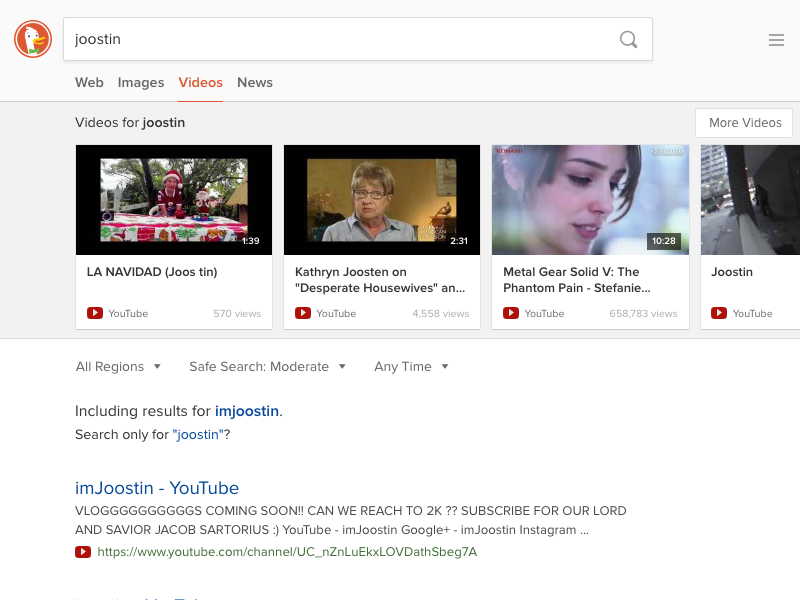 joostin
Web Images Videos News
Videos for joostin
More Videos
1:39
2:31
KONAMI
10:28
LA NAVIDAD (Joos tin)
YouTube 570 views
Kathryn Joosten on
"Desperate Housewives" an...
YouTube 4,558 views
Metal Gear Solid V: The
Phantom Pain - Stefanie...
YouTube 658,783 views
Joostin
YouTube
All Regions Safe Search: Moderate Any Time
Including results for imjoostin.
Search only for "joostin"?
imJoostin - YouTube
VLOGGGGGGGGGGS COMING SOON!! CAN WE REACH TO 2K ?? SUBSCRIBE FOR OUR LORD
AND SAVIOR JACOB SARTORIUS :) YouTube - imJoostin Google+ - imJoostin Instagram ...
https://www.youtube.com/channel/UC_nZnLuEkxLOVDathSbeg7A